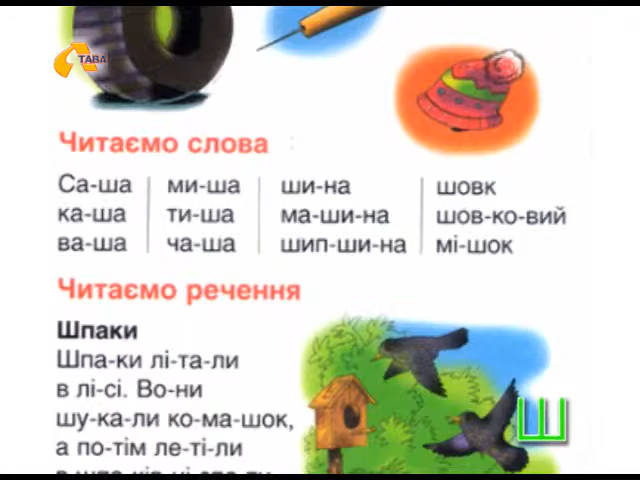 ТАВА
Читаємо слова
Са-ша ми-ша ши-на шовк
ка-ша ти-ша ма-ши-на шов-ко-вий
ва-ша ча-ша шип-ши-на мі-шок
Читаємо речення
Шпаки
Шпа-ки лі-та-ли
в лі-сі. Во-ни
шу-ка-ли ко-ма-шок,
а по-тім ле-ті-ли
Ш